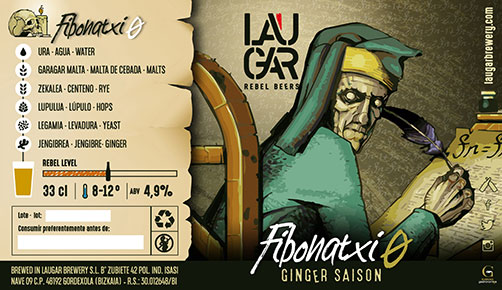 Fibonatxi 0
URA · AGUA · WATER
GARAGAR MALTA · MALTA DE CEBADA · MALTS
ZEKALEA · CENTENO · RYE
LUPULUA · LÚPULO · HOPS
LEGAMIA · LEVADURA · YEAST
JENGIBREA · JENGIBRE · GINGER
REBEL LEVEL
33 cl
8-12º
ABV 4,9%
Lote · lot:
Consumir preferentemente antes de:
BREWED IN LAUGAR BREWERY S.L. Bº ZUBIETE 42 POL. IND. ISASI
NAVE 09 C.P. 48192 GORDEXOLA (BIZKAIA) · R.S.: 30.012648/BI
LAU
GAR
REBEL BEERS
laugarbrewery.com
Fibonatxi 0
GINGER SAISON